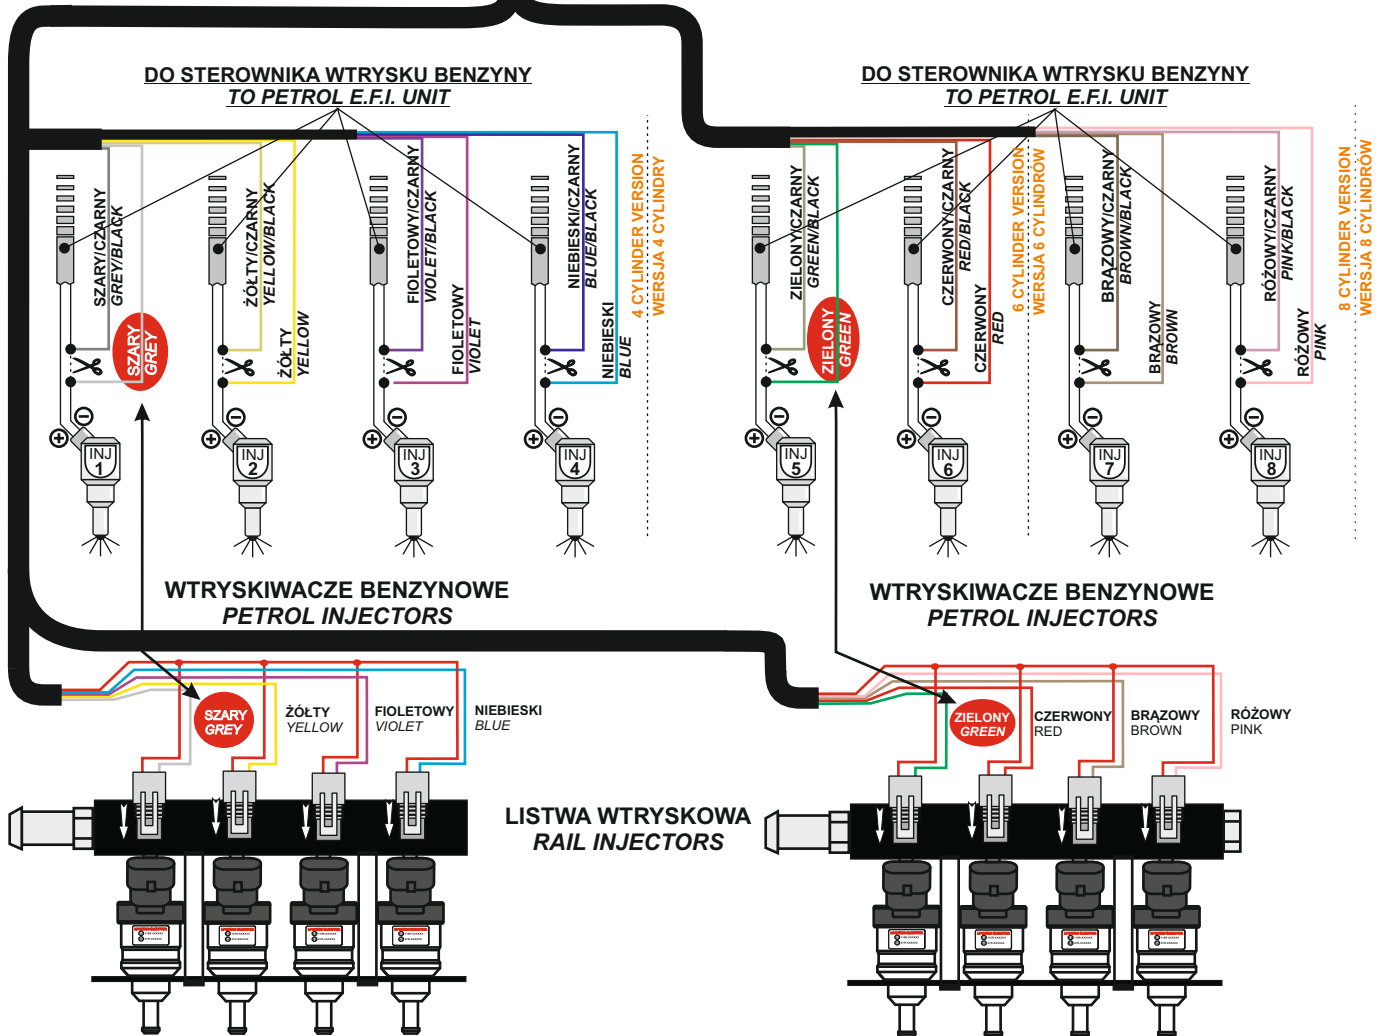 DO STEROWNIKA WTRYSKU BENZYNY
TO PETROL E.F.I. UNIT
DO STEROWNIKA WTRYSKU BENZYNY
TO PETROL E.F.I. UNIT
SZARY/CZARNY
GREY/BLACK
SZARY
GREY
ŻÓŁTY/CZARNY
YELLOW/BLACK
ŻÓŁTY
YELLOW
FIOLETOWY/CZARNY
VIOLET/BLACK
FIOLETOWY
VIOLET
NIEBIESKI/CZARNY
BLUE/BLACK
NIEBIESKI
BLUE
4 CYLINDER VERSION
WERSJA 4 CYLINDRY
ZIELONY/CZARNY
GREEN/BLACK
ZIELONY
GREEN
CZERWONY/CZARNY
RED/BLACK
CZERWONY
RED
6 CYLINDER VERSION
WERSJA 6 CYLINDRÓW
BRĄZOWY/CZARNY
BROWN/BLACK
BRĄZOWY
BROWN
RÓŻOWY/CZARNY
PINK/BLACK
RÓŻOWY
PINK
8 CYLINDER VERSION
WERSJA 8 CYLINDRÓW
INJ
1
INJ
2
INJ
3
INJ
4
INJ
5
INJ
6
INJ
7
INJ
8
WTRYSKIWACZE BENZYNOWE
PETROL INJECTORS
WTRYSKIWACZE BENZYNOWE
PETROL INJECTORS
SZARY
GREY
ŻÓŁTY
YELLOW
FIOLETOWY
VIOLET
NIEBIESKI
BLUE
ZIELONY
GREEN
CZERWONY
RED
BRĄZOWY
BROWN
RÓŻOWY
PINK
LISTWA WTRYSKOWA
RAIL INJECTORS